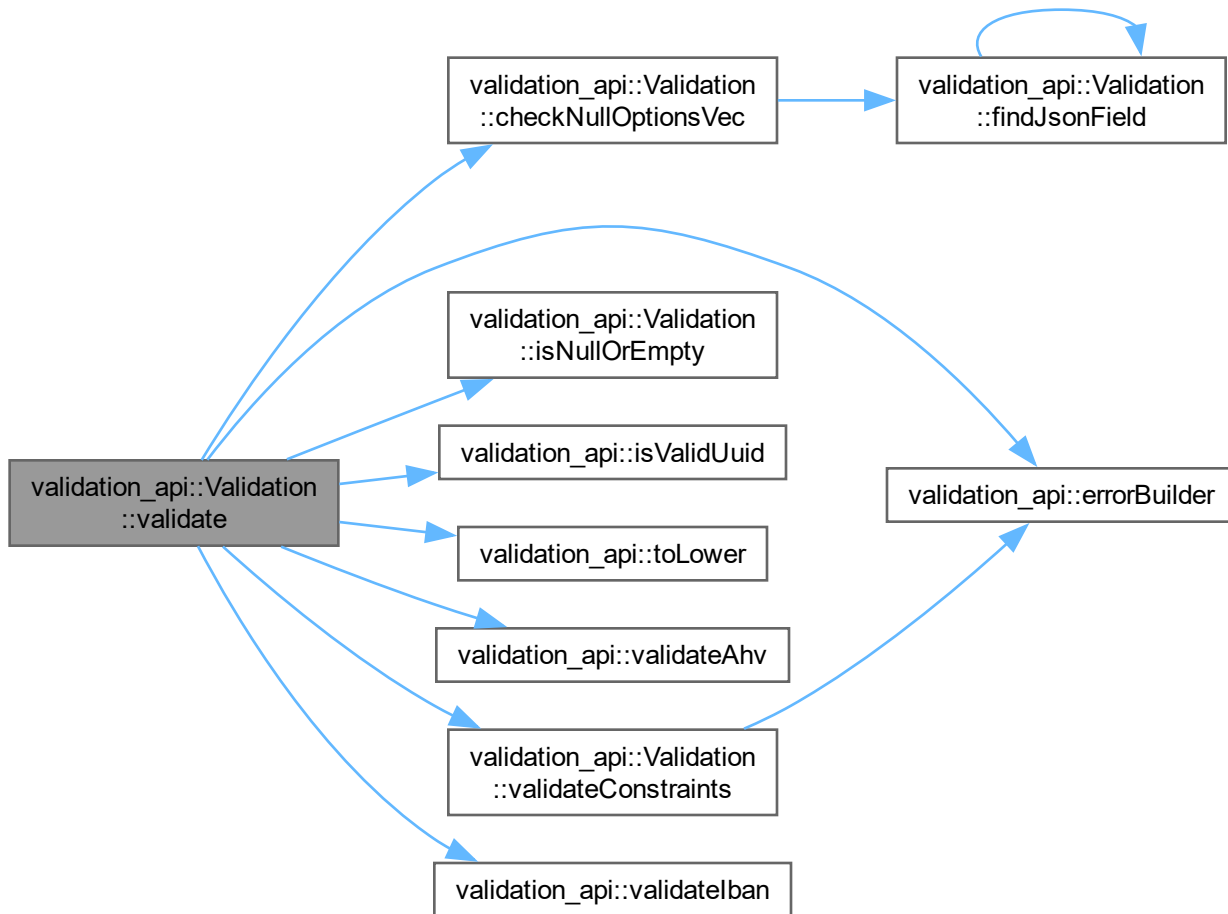 validation_api::Validation
::checkNullOptionsVec
validation_api::Validation
::findJsonField
validation_api::Validation
::isNullOrEmpty
validation_api::isValidUuid
validation_api::Validation
::validate
validation_api::errorBuilder
validation_api::toLower
validation_api::validateAhv
validation_api::Validation
::validateConstraints
validation_api::validateIban